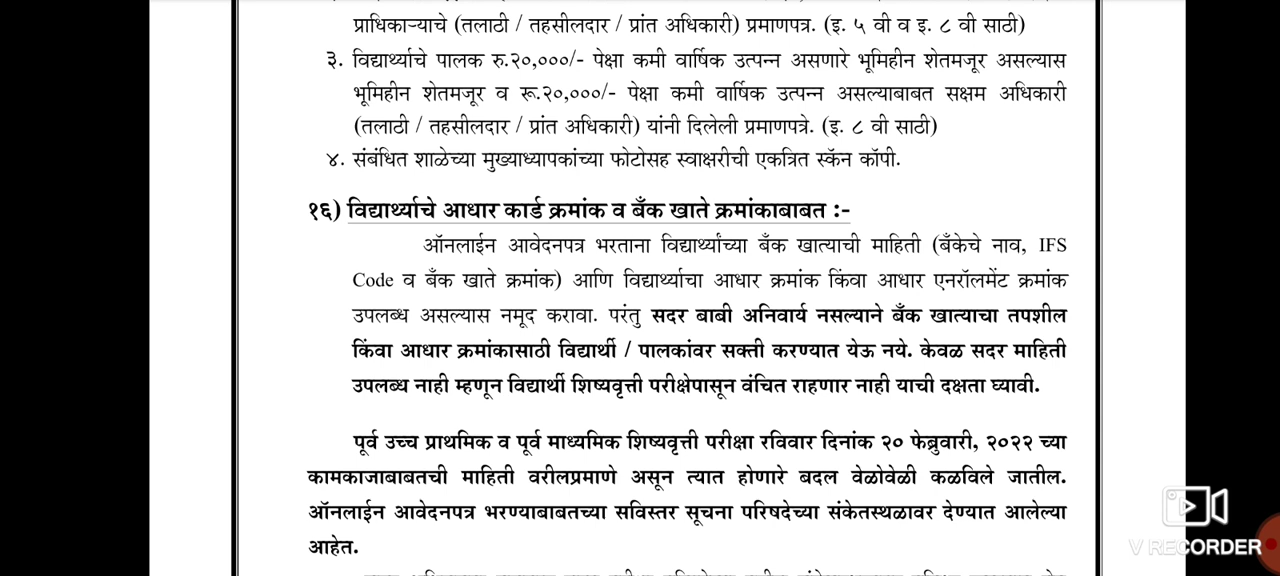 प्राधिकाऱ्याचे (तलाठी / तहसीलदार / प्रांत अधिकारी) प्रमाणपत्र. (इ. ५ वी व इ. ८ वी साठी)
३. विद्यार्थ्याचे पालक रु.२०,०००/- पेक्षा कमी वार्षिक उत्पन्न असणारे भूमिहीन शेतमजूर असल्यास
भूमिहीन शेतमजूर व रू.२०,०००/- पेक्षा कमी वार्षिक उत्पन्न असल्याबाबत सक्षम अधिकारी
(तलाठी / तहसीलदार / प्रांत अधिकारी) यांनी दिलेली प्रमाणपत्रे. (इ. ८ वी साठी)
४. संबंधित शाळेच्या मुख्याध्यापकांच्या फोटोसह स्वाक्षरीची एकत्रित स्कॅन कॉपी.
१६) विद्यार्थ्याचे आधार कार्ड क्रमांक व बँक खाते क्रमांकाबाबत :-
ऑनलाईन आवेदनपत्र भरताना विद्यार्थ्यांच्या बँक खात्याची माहिती (बँकेचे नाव, IFS
Code व बँक खाते क्रमांक) आणि विद्यार्थ्याचा आधार क्रमांक किंवा आधार एनरॉलमेंट क्रमांक
उपलब्ध असल्यास नमूद करावा. परंतु सदर बाबी अनिवार्य नसल्याने बँक खात्याचा तपशील
किंवा आधार क्रमांकासाठी विद्यार्थी / पालकांवर सक्ती करण्यात येऊ नये. केवळ सदर माहिती
उपलब्ध नाही म्हणून विद्यार्थी शिष्यवृत्ती परीक्षेपासून वंचित राहणार नाही याची दक्षता घ्यावी.
पूर्व उच्च प्राथमिक व पूर्व माध्यमिक शिष्यवृत्ती परीक्षा रविवार दिनांक २० फेब्रुवारी, २०२२ च्या
कामकाजाबाबतची माहिती वरीलप्रमाणे असून त्यात होणारे बदल वेळोवेळी कळविले जातील.
ऑनलाईन आवेदनपत्र भरण्याबाबतच्या सविस्तर सूचना परिषदेच्या संकेतस्थळावर देण्यात आलेल्या
आहेत.
V RECORDER